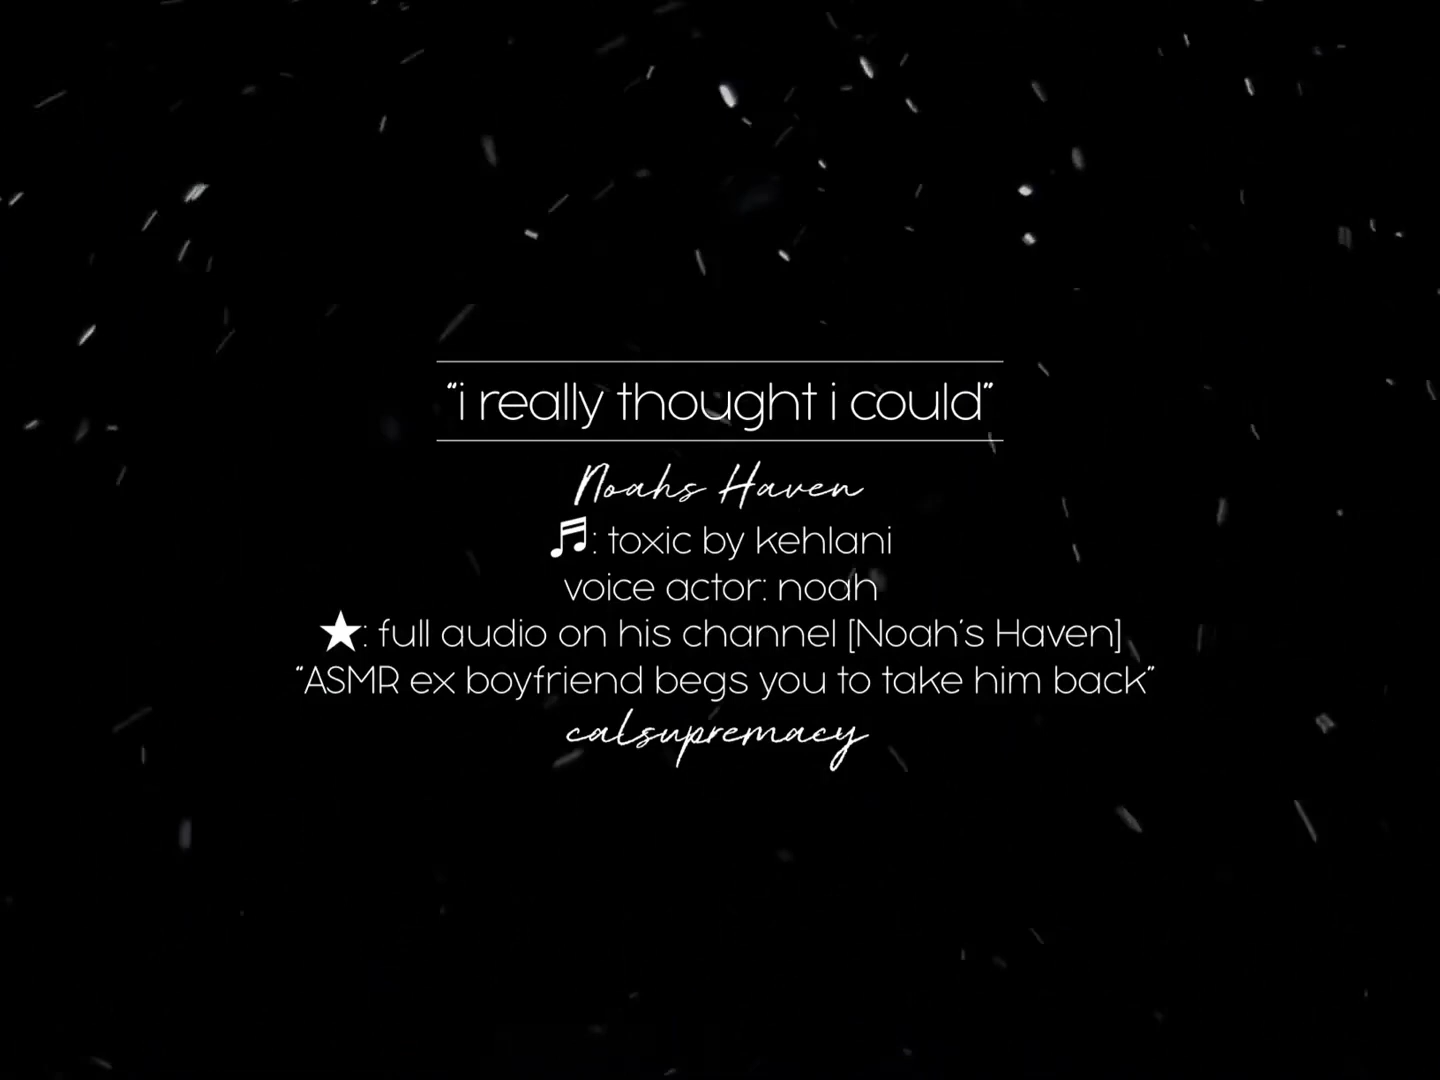 “i really thought i could”
Noahs Haven
♬: toxic by kehlani
voice actor: noah
★: full audio on his channel [Noah's Haven]
“ASMR ex boyfriend begs you to take him back”
calsupremacy